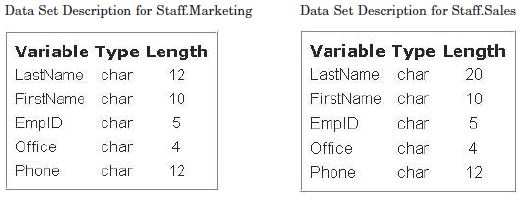 Data Set Description for Staff.Marketing
Variable Type Length
LastName char 12
FirstName char 10
EmpID char 5
Office char 4
Phone char 12
Data Set Description for Staff.Sales
Variable Type Length
LastName char 20
FirstName char 10
EmpID char 5
Office char 4
Phone char 12